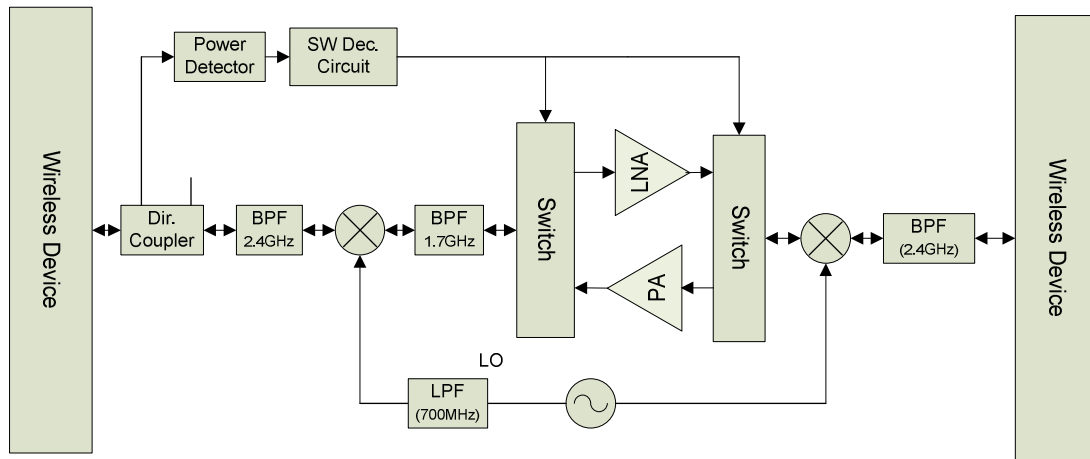 Wireless Device
Power
Detector
SW Dec.
Circuit
Dir.
Coupler
BPF
2.4GHz
BPF
1.7GHz
Switch
LNA
PA
Switch
BPF
(2.4GHz)
Wireless Device
LO
LPF
(700MHz)